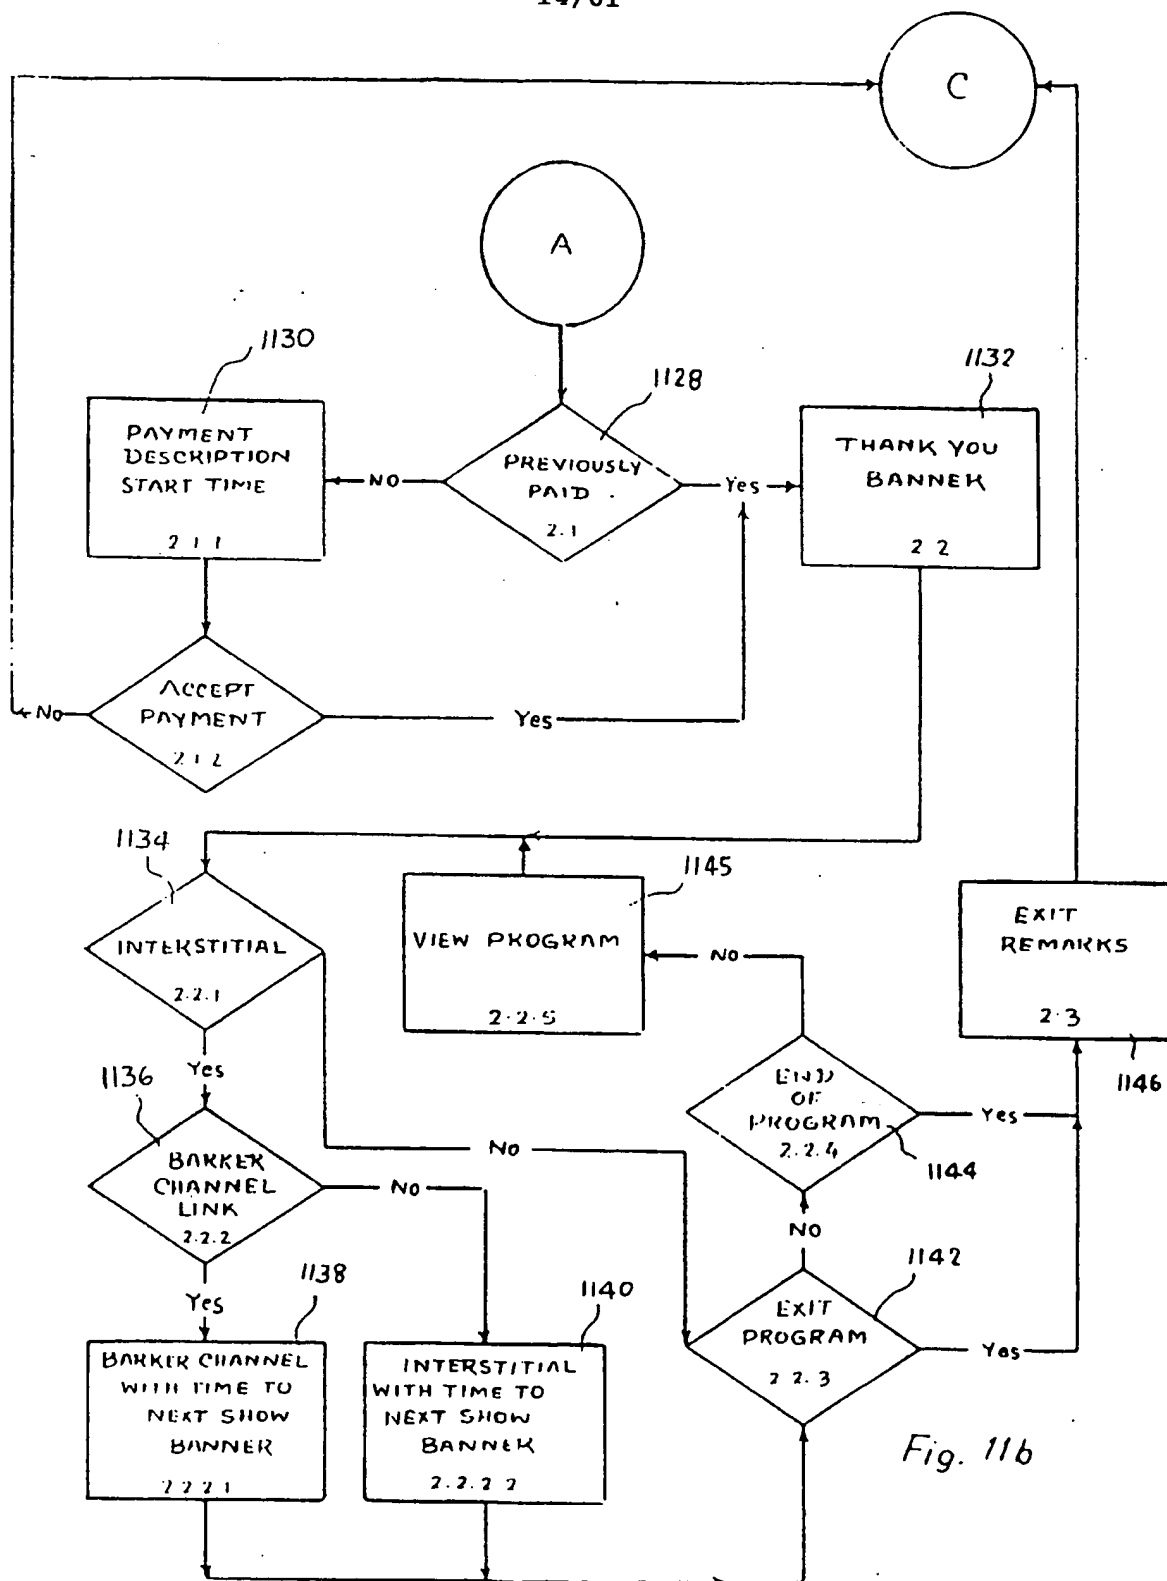 14/61
C
A
1130
1128
1132
PAYMENT
DESCRIPTION
START TIME
2 1 1
NO
PREVIOUSLY
PAID
2.1
Yes
THANK YOU
BANNER
2 2
ACCEPT
PAYMENT
2 1 2
No
Yes
1134
INTERSTITIAL
2.2.1
1145
VIEW PROGRAM
2.2.5
NO
EXIT
REMARKS
2.3
1146
Yes
1136
BARKER
CHANNEL
LINK
2.2.2
No
No
END
OF
PROGRAM
2.2.4
Yes
1144
NO
Yes
1138
BARKER CHANNEL
WITH TIME TO
NEXT SHOW
BANNER
2 2 2 1
1140
INTERSTITIAL
WITH TIME TO
NEXT SHOW
BANNER
2.2.2 2
1142
EXIT
PROGRAM
2 2.3
Yes
Fig. 11b